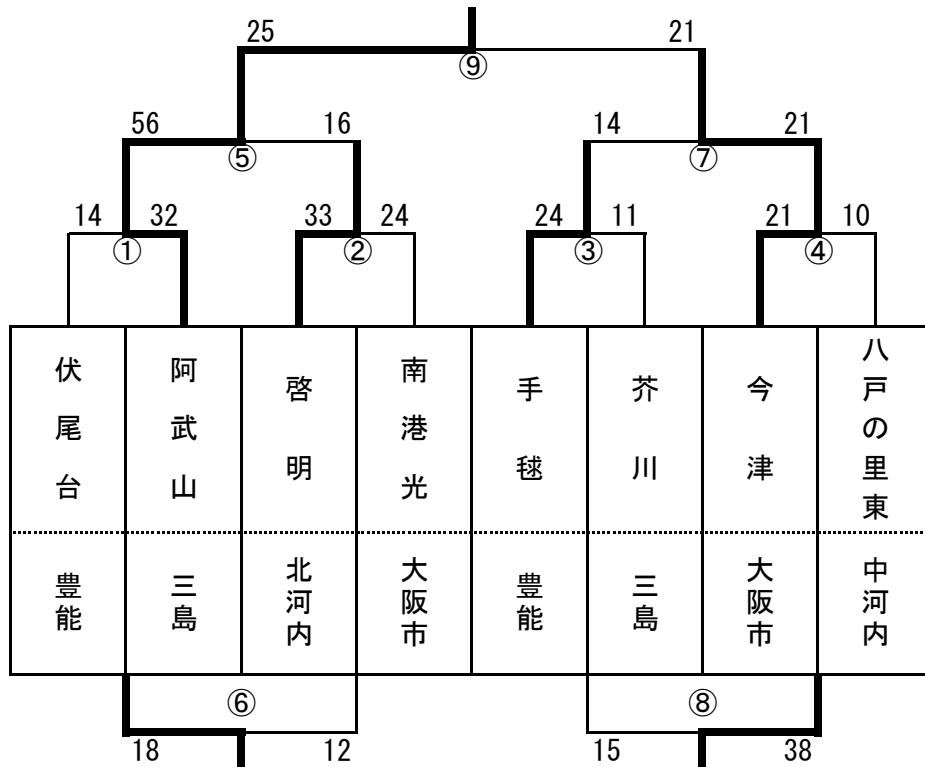 25 21
⑨
56 16 14 21
⑤ ⑦
14 32 33 24 24 11 21 10
① ② ③ ④
伏尾台 阿武山 啓明 南港光 手毬 芥川 今津 八戸の里東
豊能 三島 北河内 大阪市 豊能 三島 大阪市 中河内
⑥ ⑧
18 12 15 38